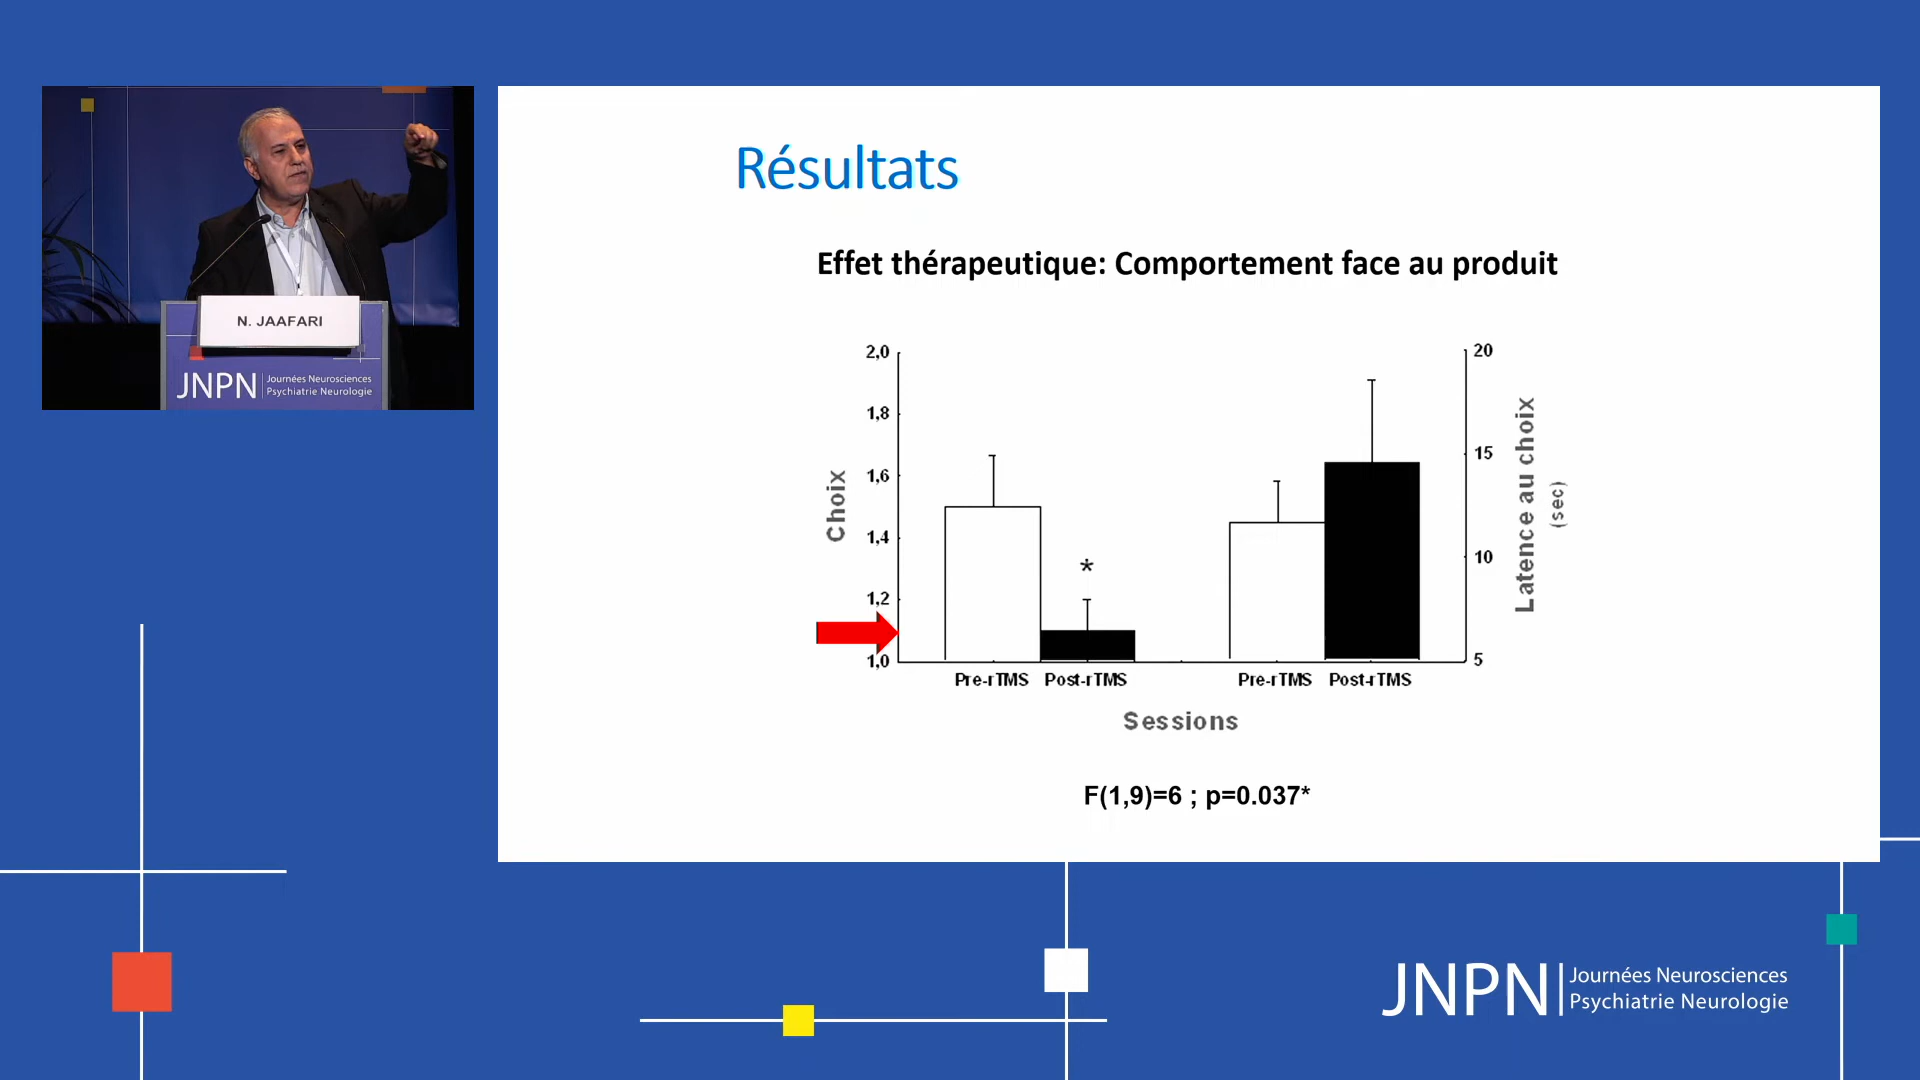 N. JAAFARI
JNPN Journées Neurosciences
Psychiatrie Neurologie
Résultats
Effet thérapeutique: Comportement face au produit
Choix
2,0
1,8
1,6
1,4
1,2
1,0
*
20
15
10
5
Latence au choix
(sec)
Pre-rTMS Post-rTMS Pre-rTMS Post-rTMS
Sessions
F(1,9)=6 ; p=0.037*
JNPN Journées Neurosciences
Psychiatrie Neurologie